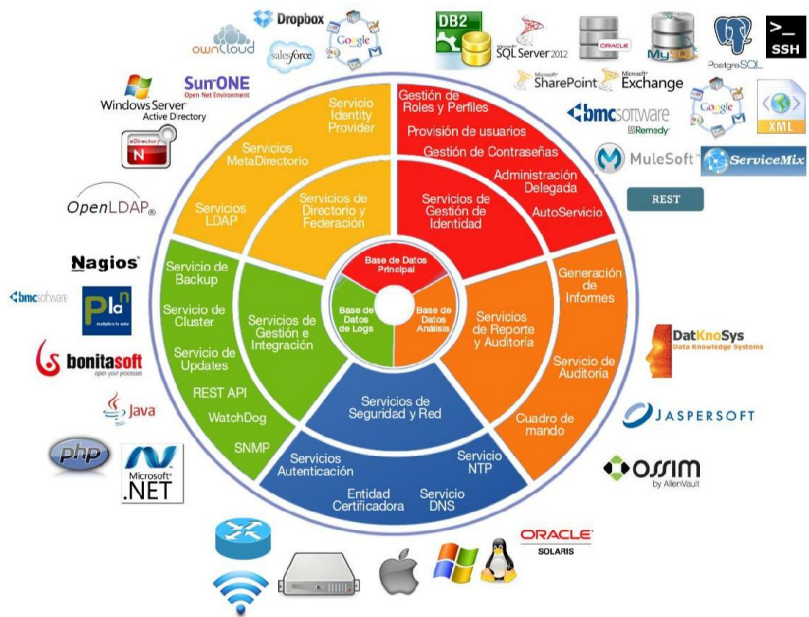 Dropbox
ownCloud
salesforce
Google
DB2
Microsoft
SQL Server 2012
ORACLE
MySQL
PostgreSQL
>_
SSH
Sun ONE
Open Net Environment
Windows Server
Active Directory
eDirectory
N
OpenLDAP®
Microsoft
SharePoint
Microsoft
Exchange
bmcsoftware
Remedy
Google
XML
MuleSoft
ServiceMix
REST
Servicio
Identity
Provider
Servicios
MetaDirectorio
Servicios
LDAP
Servicios de
Directorio y
Federación
Gestión de
Roles y Perfiles
Provisión de usuarios
Gestión de Contraseñas
Administración
Delegada
AutoServicio
Servicios de
Gestión de
Identidad
Base de Datos
Principal
Base de
Datos
de Logs
Base de
Datos
Análisis
Nagios®
bmcsoftware
Plan
bonitasoft
open your processes
Java
php
Microsoft®
.NET
Servicio de
Backup
Servicio de
Cluster
Servicio de
Updates
REST API
WatchDog
SNMP
Servicios de
Gestión e
Integración
Generación
de
Informes
Servicio de
Auditoría
Cuadro de
mando
Servicios
de Reporte
y Auditoría
DatKnoSys
Data Knowledge Systems
JASPERSOFT
OSSIM
by AlienVault
Servicios de
Seguridad y Red
Servicios
Autenticación
Entidad
Certificadora
Servicio
DNS
Servicio
NTP
ORACLE
SOLARIS